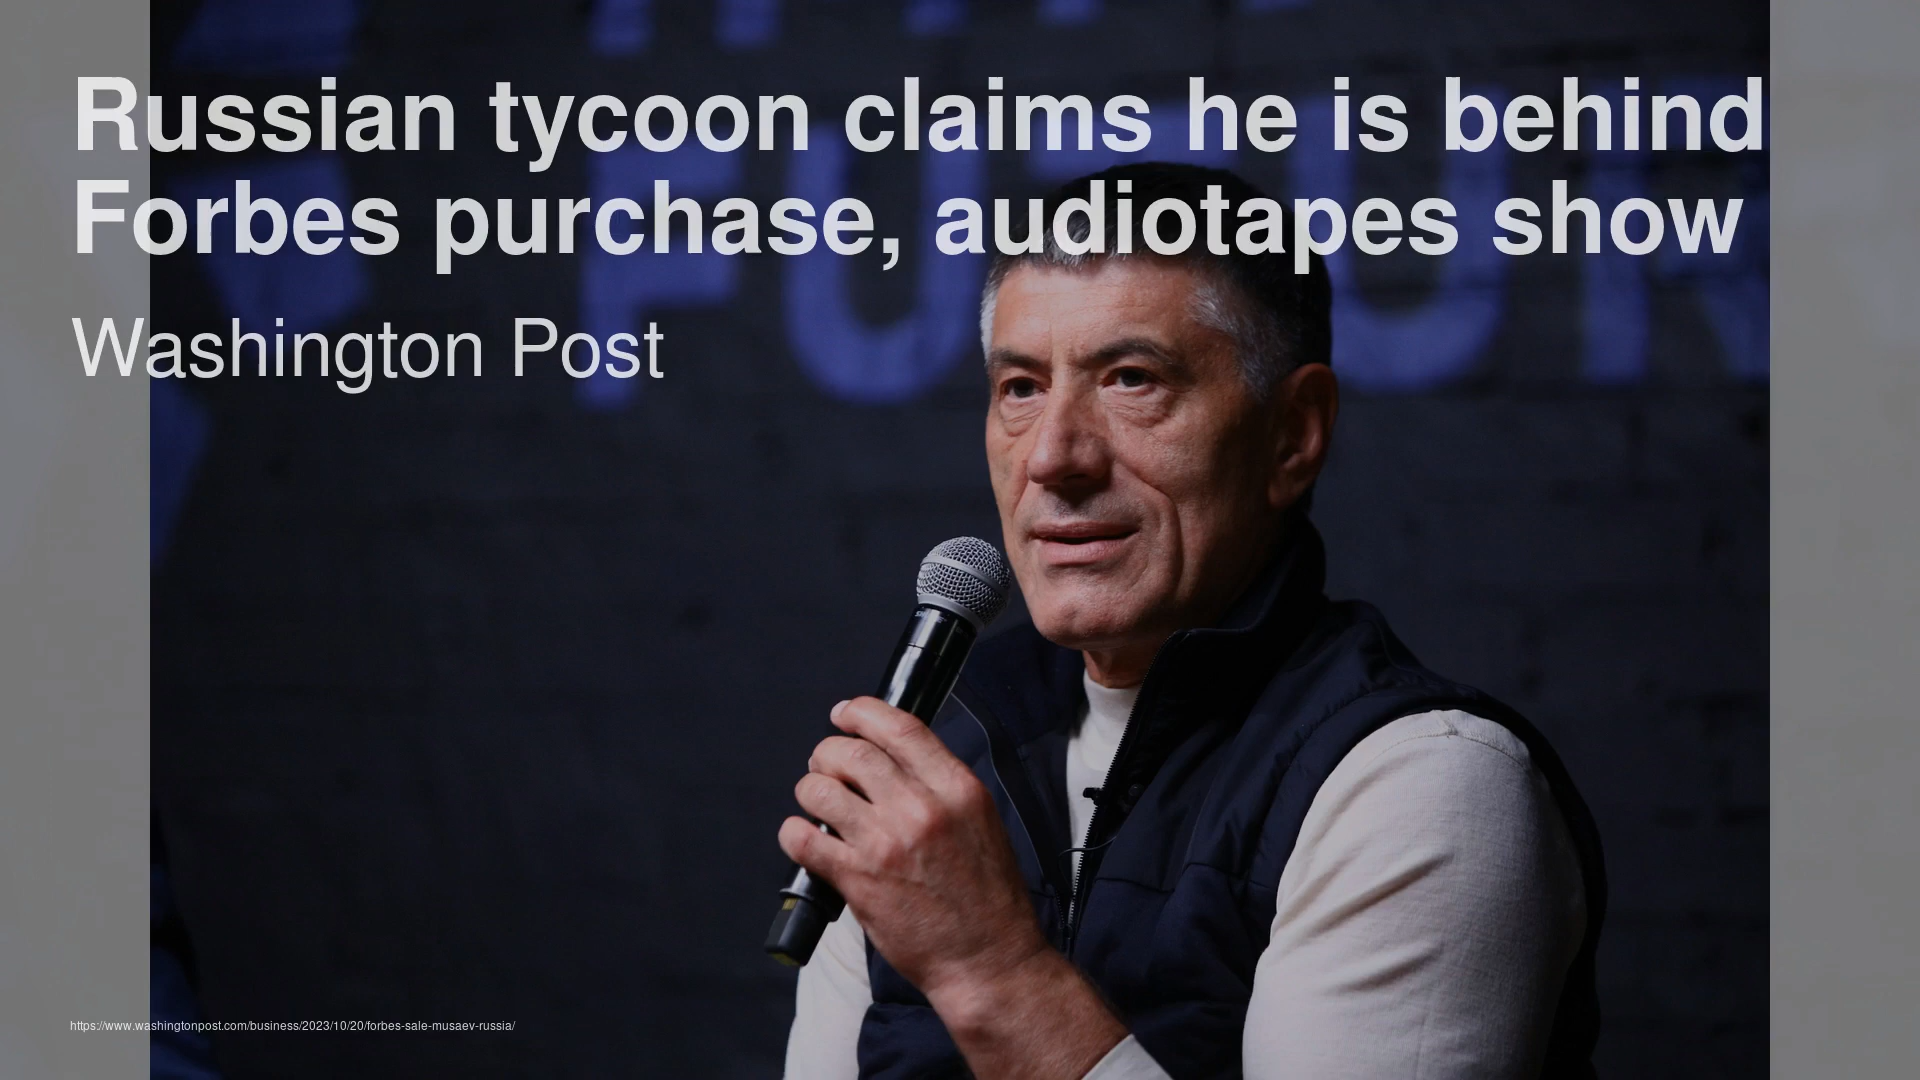 Russian tycoon claims he is behind
Forbes purchase, audiotapes show
Washington Post
FUTUR
https://www.washingtonpost.com/business/2023/10/20/forbes-sale-musaev-russia/